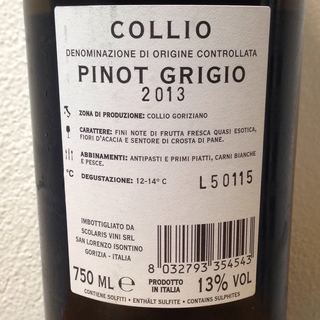 COLLIO
DENOMINAZIONE DI ORIGINE CONTROLLATA
PINOT GRIGIO
2013
ZONA DI PRODUZIONE: COLLIO GORIZIANO
CARATTERE: FINI NOTE DI FRUTTA FRESCA QUASI ESOTICA,
FIORI D'ACACIA E SENTORE DI CROSTA DI PANE.
ABBINAMENTI: ANTIPASTI E PRIMI PIATTI, CARNI BIANCHE
E PESCE.
°C DEGUSTAZIONE: 12-14° C
L50115
IMBOTTIGLIATO DA
SCOLARIS VINI SRL
SAN LORENZO ISONTINO
GORIZIA - ITALIA
8 032793 354543
750 ML e
PRODOTTO
IN ITALIA
13% VOL
CONTIENE SOLFITI • ENTHÄLT SULFITE • CONTAINS SULPHITES